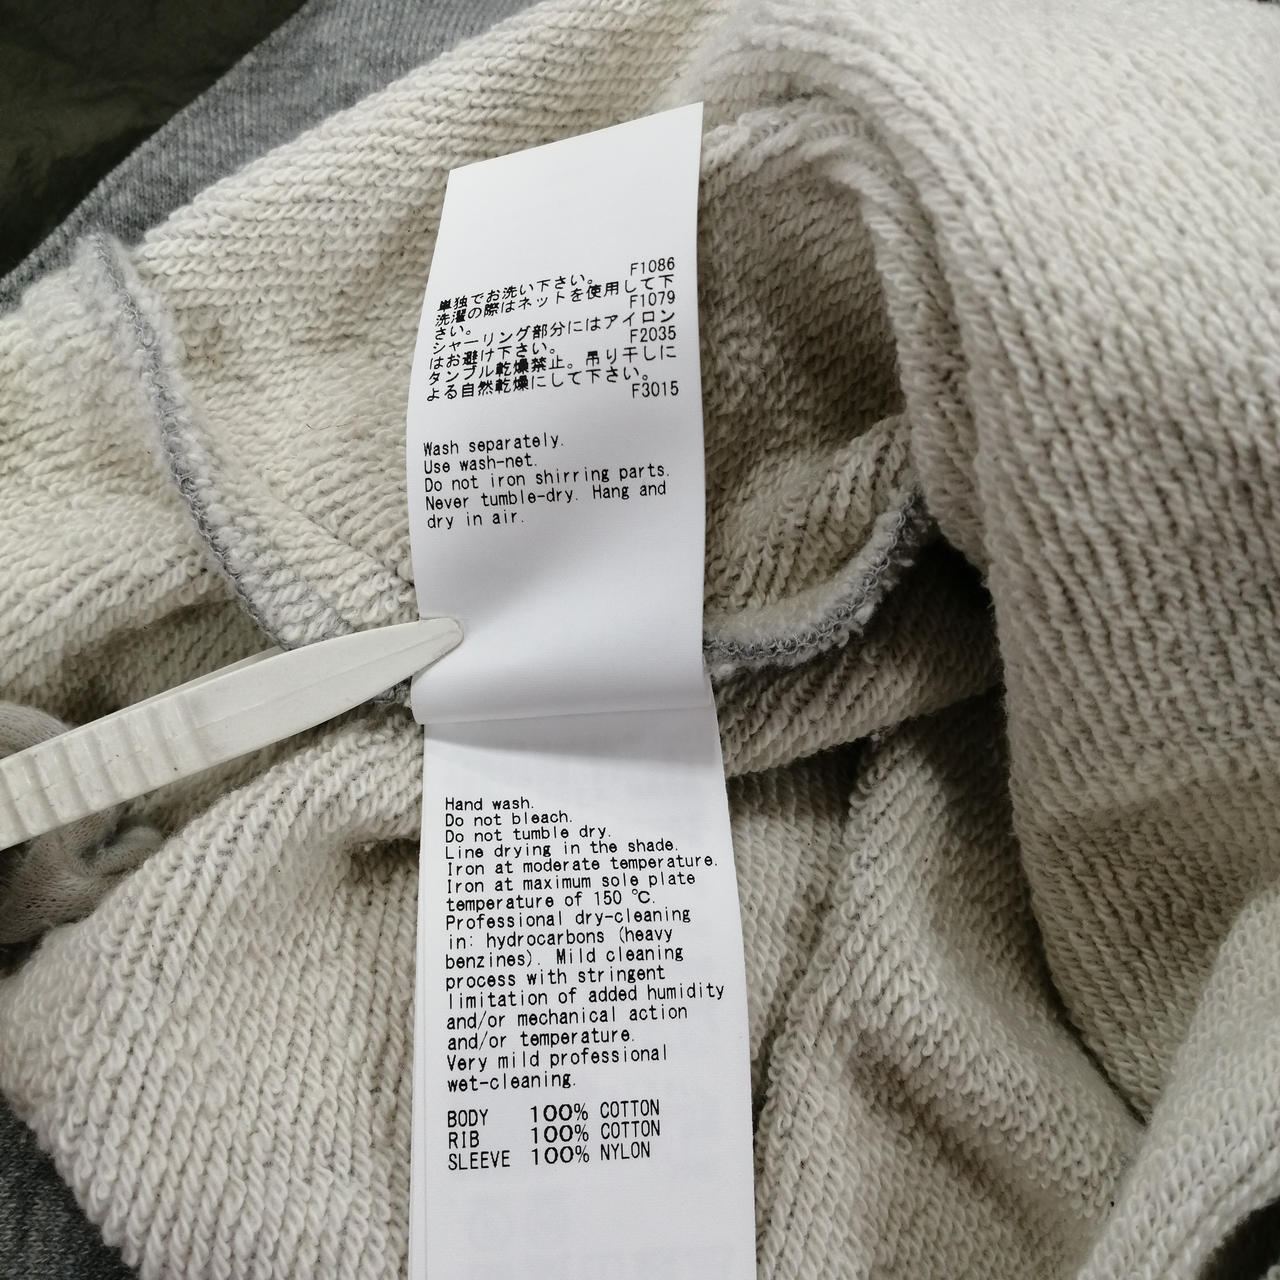 F1086
単独でお洗い下さい。
洗濯の際はネットを使用して下
さい。
F1079
シャーリング部分にはアイロン
はお避け下さい。
F2035
タンブル乾燥禁止。吊り干しに
よる自然乾燥にして下さい。
F3015
Wash separately.
Use wash-net.
Do not iron shirring parts.
Never tumble-dry. Hang and
dry in air.
Hand wash.
Do not bleach.
Do not tumble dry.
Line drying in the shade.
Iron at moderate temperature.
Iron at maximum sole plate
temperature of 150 ℃.
Professional dry-cleaning
in: hydrocarbons (heavy
benzines). Mild cleaning
process with stringent
limitation of added humidity
and/or mechanical action
and/or temperature.
Very mild professional
wet-cleaning.
BODY 100% COTTON
RIB 100% COTTON
SLEEVE 100% NYLON